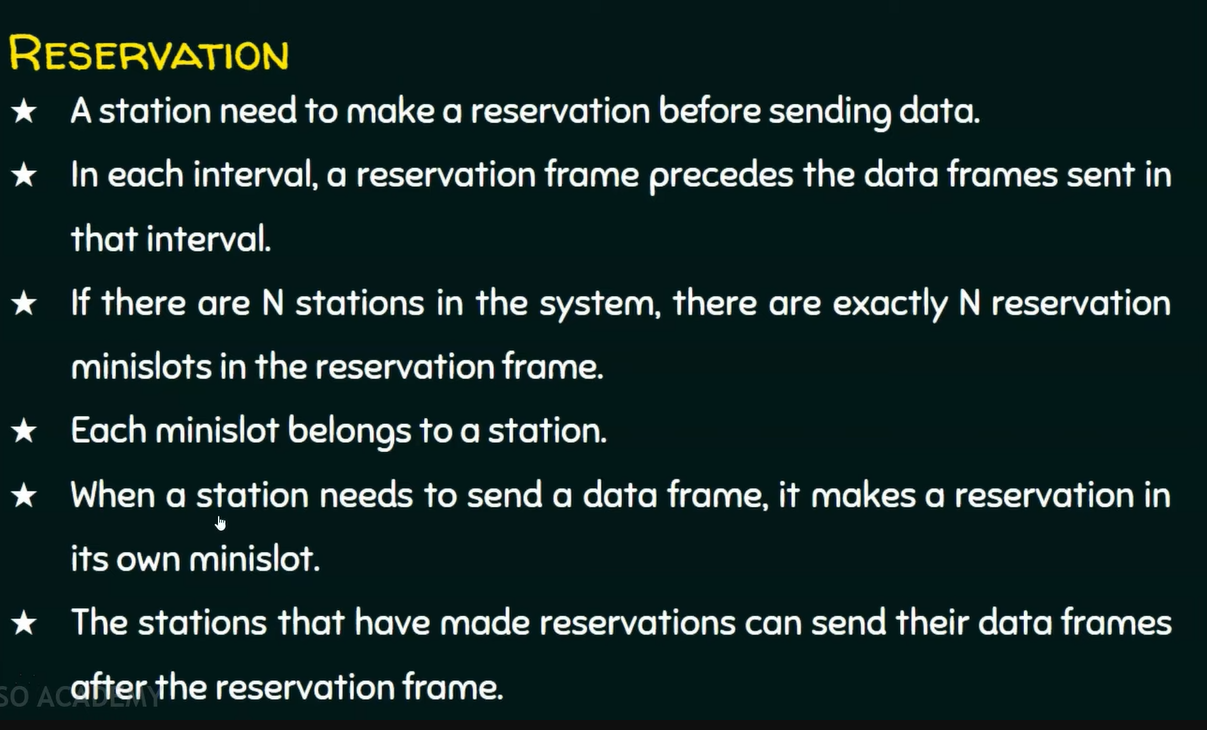 RESERVATION
★ A station need to make a reservation before sending data.
★ In each interval, a reservation frame precedes the data frames sent in
that interval.
★ If there are N stations in the system, there are exactly N reservation
minislots in the reservation frame.
★ Each minislot belongs to a station.
★ When a station needs to send a data frame, it makes a reservation in
its own minislot.
★ The stations that have made reservations can send their data frames
after the reservation frame.
SO ACADEMY